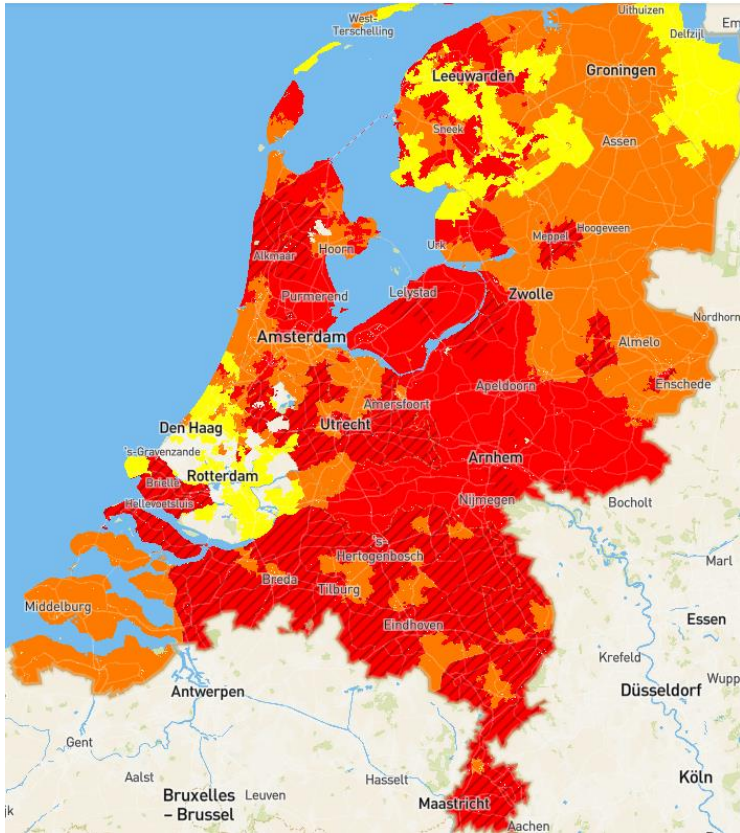 Uithuizen
West-
Terschelling
Em
Delfzijl
Leeuwarden
Groningen
Sneek
Assen
Urk
Meppel
Hoogeveen
Alkmaar
Hoorn
Lelystad
Zwolle
Purmerend
Nordhorn
Amsterdam
Almelo
Apeldoorn
Enschede
Amersfoort
Den Haag
Utrecht
's-Gravenzande
Arnhem
Rotterdam
Brielle
Hellevoetsluis
Nijmegen
Bocholt
's-
Hertogenbosch
Marl
Breda
Tilburg
Middelburg
Eindhoven
Essen
Krefeld
Wupp
Antwerpen
Düsseldorf
Gent
Aalst
Hasselt
Köln
Bruxelles
– Brussel
Leuven
Maastricht
jk
Aachen